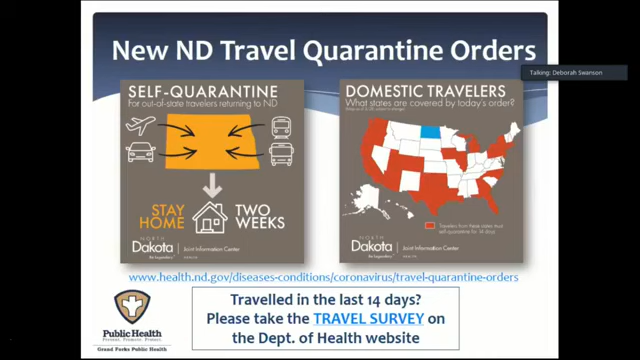 New ND Travel Quarantine Orders
Talking: Deborah Swanson
SELF-QUARANTINE
For out-of-state travelers returning to ND
STAY
HOME
TWO
WEEKS
NORTH
Dakota
Be Legendary.
Joint Information Center
DOMESTIC TRAVELERS
What states are covered by today's order?
Travelers from these states must
self-quarantine for 14 days
NORTH
Dakota
Be Legendary.
Joint Information Center
www.health.nd.gov/diseases-conditions/coronavirus/travel-quarantine-orders
Public Health
Prevent. Promote. Protect.
Grand Forks Public Health
Travelled in the last 14 days?
Please take the TRAVEL SURVEY on
the Dept. of Health website